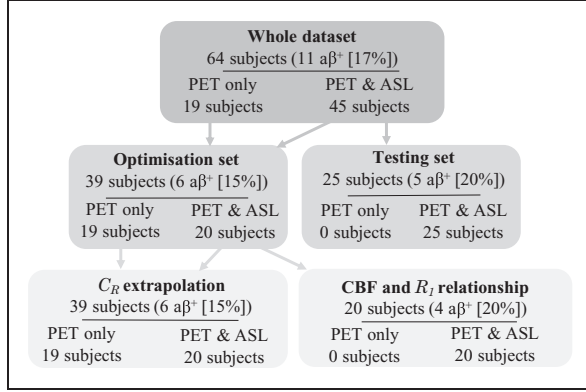 Whole dataset
64 subjects (11 aβ⁺ [17%])
PET only PET & ASL
19 subjects 45 subjects
Optimisation set
39 subjects (6 aβ⁺ [15%])
PET only PET & ASL
19 subjects 20 subjects
Testing set
25 subjects (5 aβ⁺ [20%])
PET only PET & ASL
0 subjects 25 subjects
C_R extrapolation
39 subjects (6 aβ⁺ [15%])
PET only PET & ASL
19 subjects 20 subjects
CBF and R_1 relationship
20 subjects (4 aβ⁺ [20%])
PET only PET & ASL
0 subjects 20 subjects